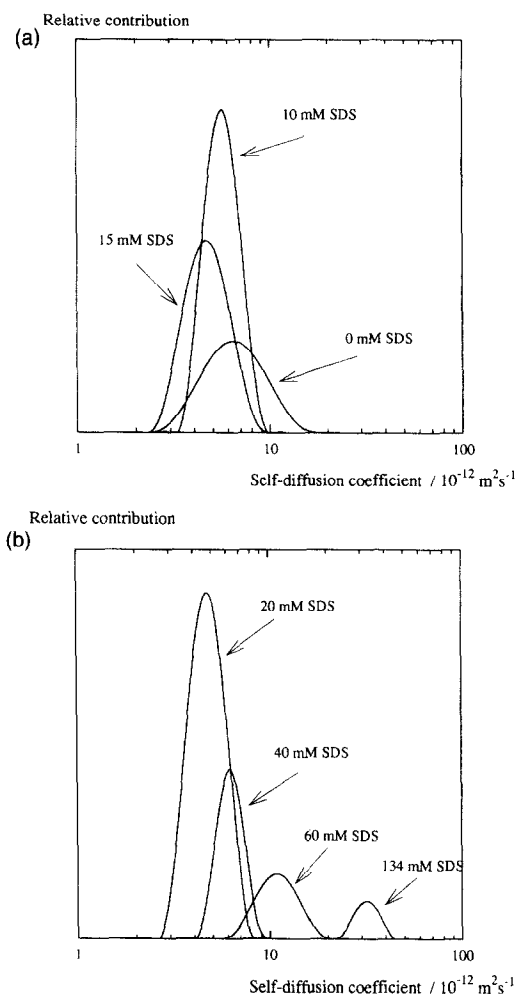 Relative contribution
(a)
10 mM SDS
15 mM SDS
0 mM SDS
1 10 100
Self-diffusion coefficient / 10⁻¹² m²s⁻¹
Relative contribution
(b)
20 mM SDS
40 mM SDS
60 mM SDS
134 mM SDS
1 10 100
Self-diffusion coefficient / 10⁻¹² m²s⁻¹